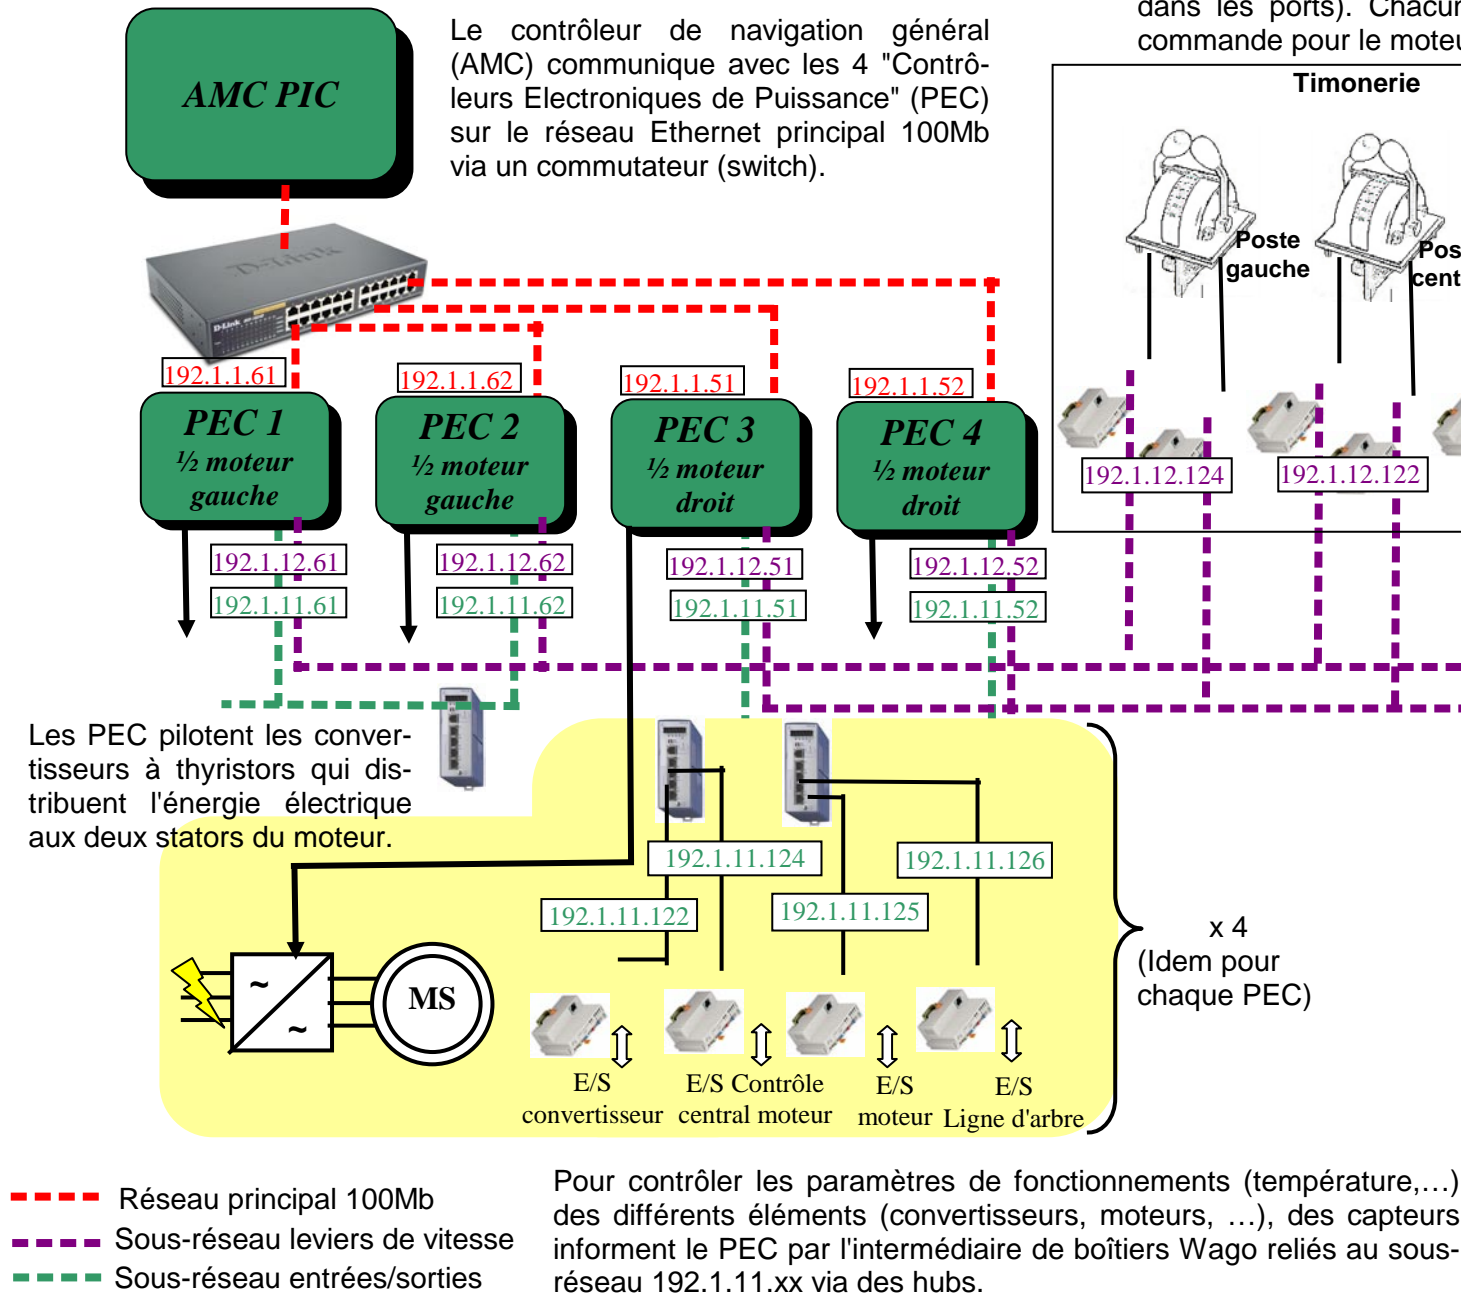 dans les ports). Chacun
commande pour le moteu
Le contrôleur de navigation général
(AMC) communique avec les 4 "Contrô-
leurs Electroniques de Puissance" (PEC)
sur le réseau Ethernet principal 100Mb
via un commutateur (switch).
AMC PIC
Timonerie
Poste
gauche
Pos
cent
D-Link
D-Link
192.1.1.61
192.1.1.62
192.1.1.51
192.1.1.52
PEC 1
½ moteur
gauche
PEC 2
½ moteur
gauche
PEC 3
½ moteur
droit
PEC 4
½ moteur
droit
192.1.12.124
192.1.12.122
192.1.12.61
192.1.12.62
192.1.12.51
192.1.12.52
192.1.11.61
192.1.11.62
192.1.11.51
192.1.11.52
Les PEC pilotent les conver-
tisseurs à thyristors qui dis-
tribuent l'énergie électrique
aux deux stators du moteur.
192.1.11.124
192.1.11.126
192.1.11.122
192.1.11.125
x 4
(Idem pour
chaque PEC)
~
~
MS
E/S
convertisseur
E/S Contrôle
central moteur
E/S
moteur
E/S
Ligne d'arbre
Réseau principal 100Mb
Sous-réseau leviers de vitesse
Sous-réseau entrées/sorties
Pour contrôler les paramètres de fonctionnements (température,…)
des différents éléments (convertisseurs, moteurs, …), des capteurs
informent le PEC par l'intermédiaire de boîtiers Wago reliés au sous-
réseau 192.1.11.xx via des hubs.